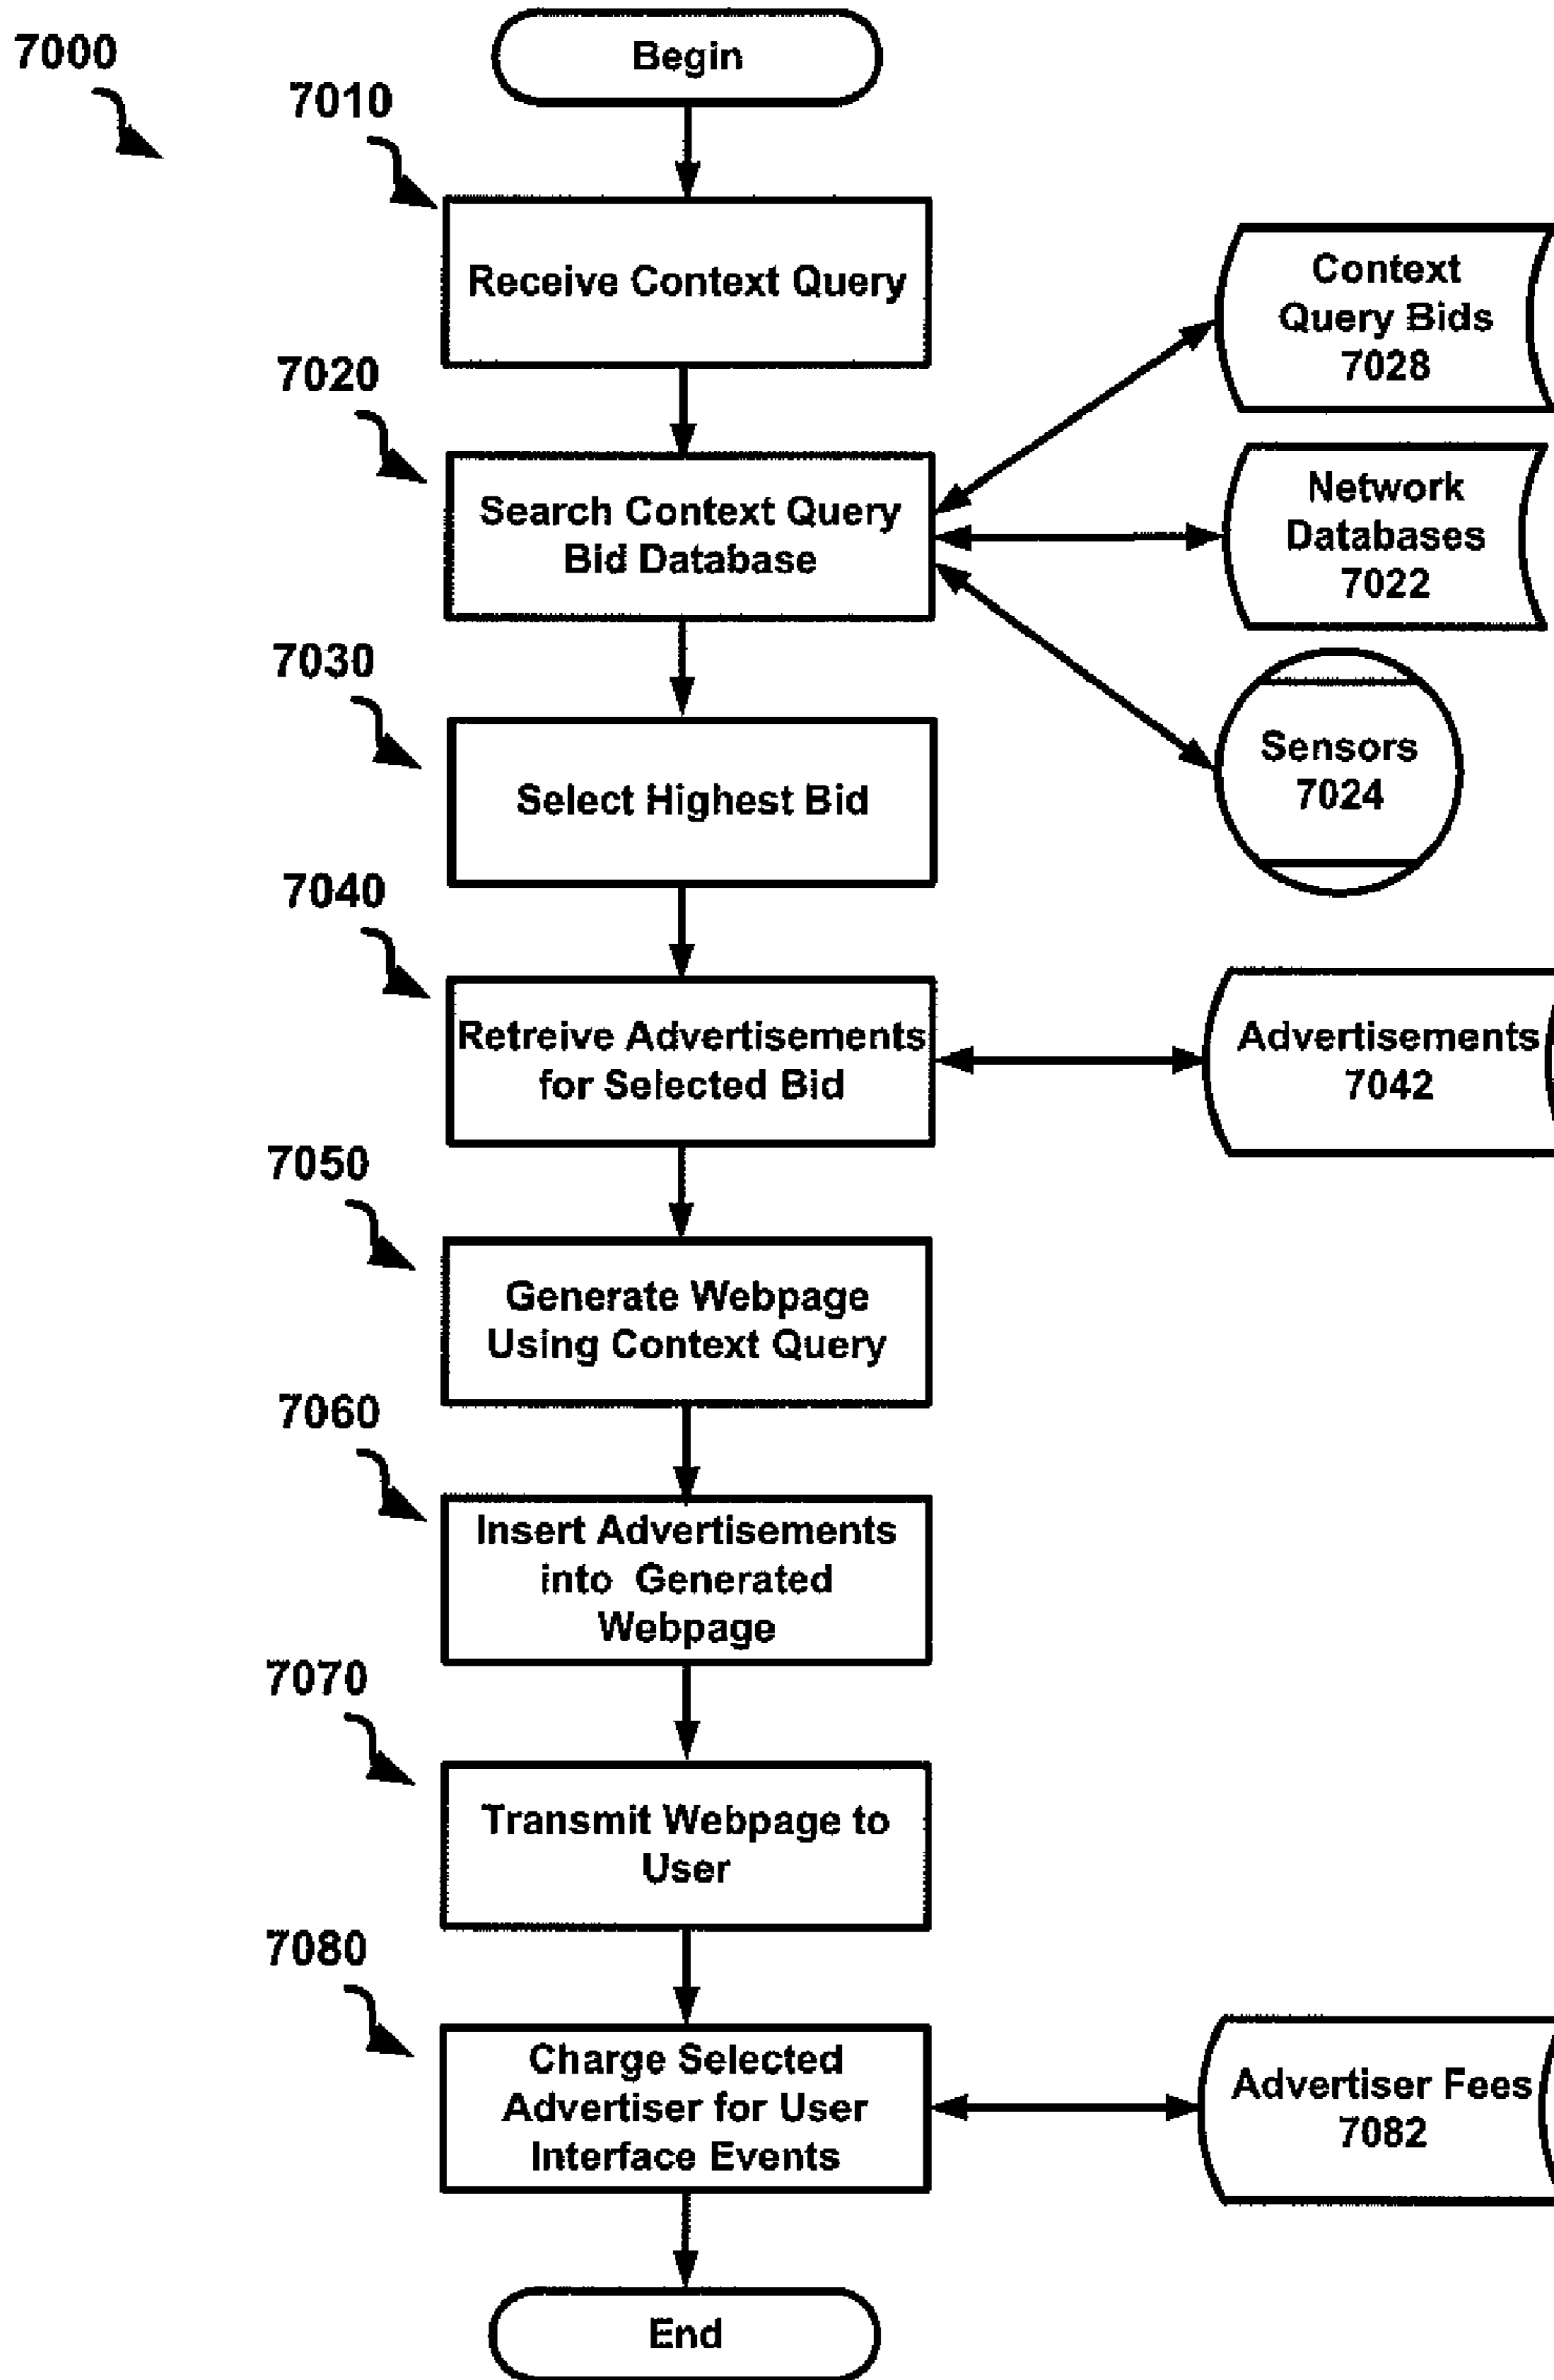 7000
Begin
7010
Receive Context Query
Context
Query Bids
7028
7020
Search Context Query
Bid Database
Network
Databases
7022
7030
Select Highest Bid
Sensors
7024
7040
Retreive Advertisements
for Selected Bid
Advertisements
7042
7050
Generate Webpage
Using Context Query
7060
Insert Advertisements
into Generated
Webpage
7070
Transmit Webpage to
User
7080
Charge Selected
Advertiser for User
Interface Events
Advertiser Fees
7082
End